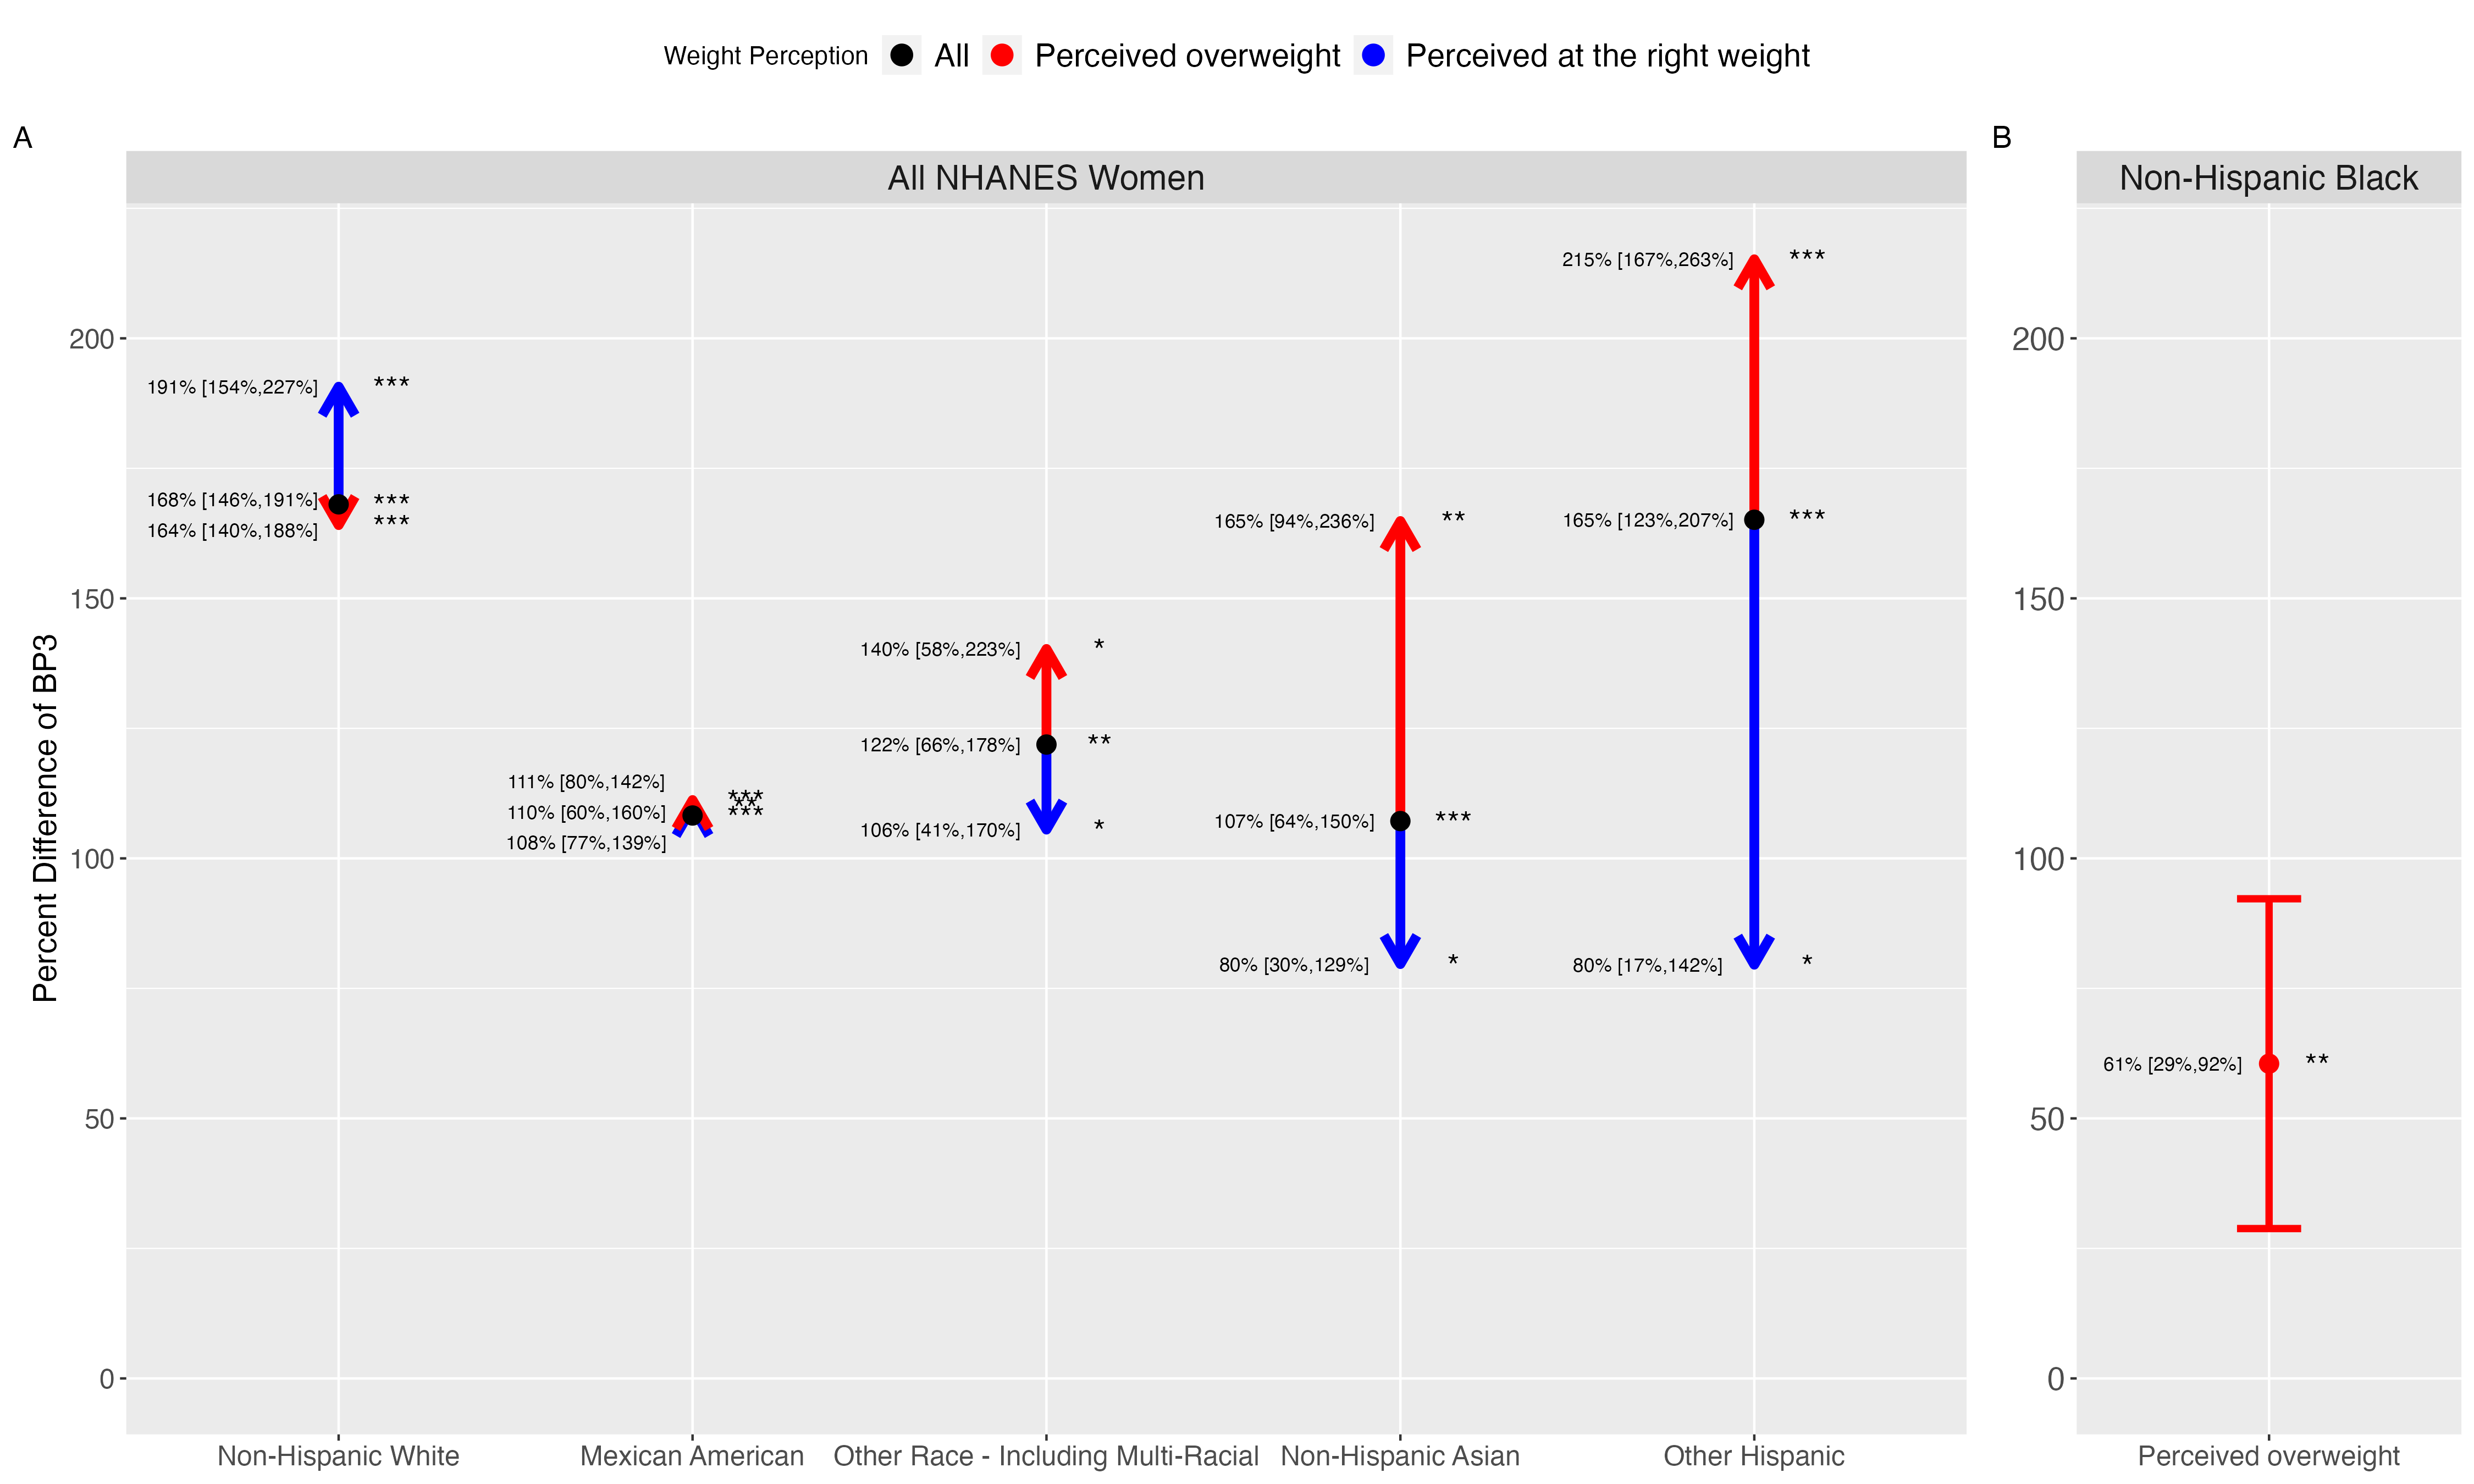 Weight Perception All Perceived overweight Perceived at the right weight
A
All NHANES Women
Percent Difference of BP3
200
150
100
50
0
191% [154%,227%] ***
168% [146%,191%] ***
164% [140%,188%] ***
111% [80%,142%] ***
110% [60%,160%] **
108% [77%,139%] ***
140% [58%,223%] *
122% [66%,178%] **
106% [41%,170%] *
165% [94%,236%] **
107% [64%,150%] ***
80% [30%,129%] *
215% [167%,263%] ***
165% [123%,207%] ***
80% [17%,142%] *
Non-Hispanic White Mexican American Other Race - Including Multi-Racial Non-Hispanic Asian Other Hispanic
B
Non-Hispanic Black
200
150
100
50
0
61% [29%,92%] **
Perceived overweight